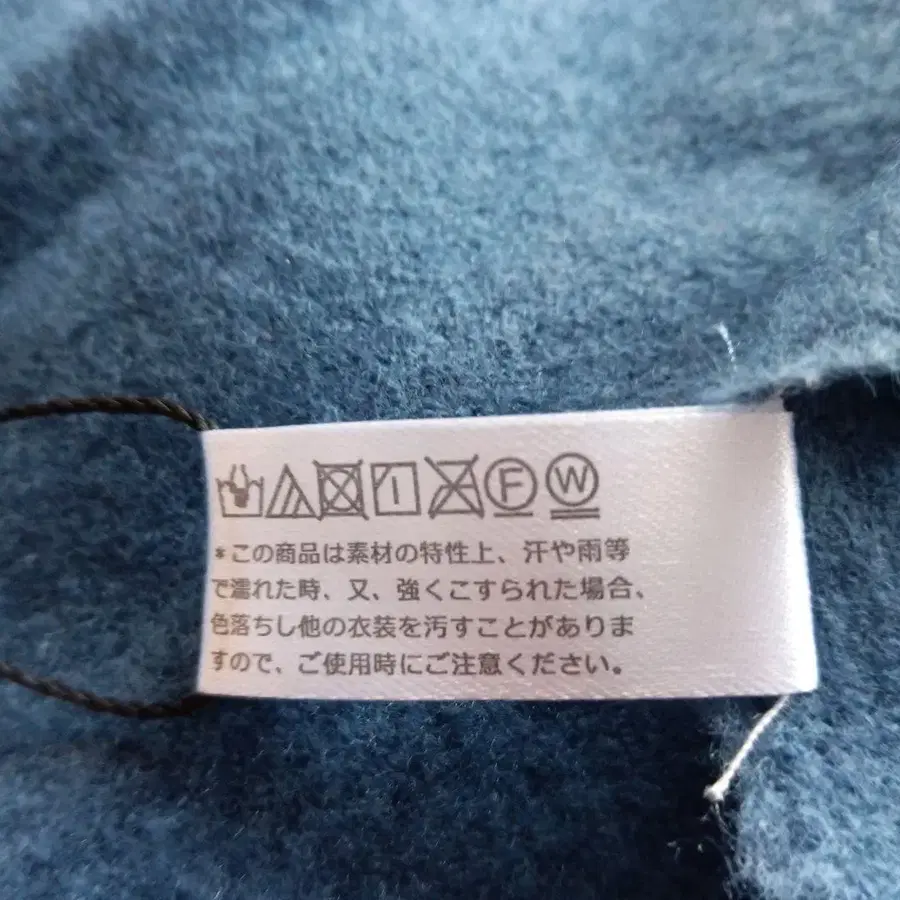 F W
*この商品は素材の特性上、汗や雨等
で濡れた時、又、強くこすられた場合、
色落ちし他の衣装を汚すことがありま
すので、ご使用時にご注意ください。